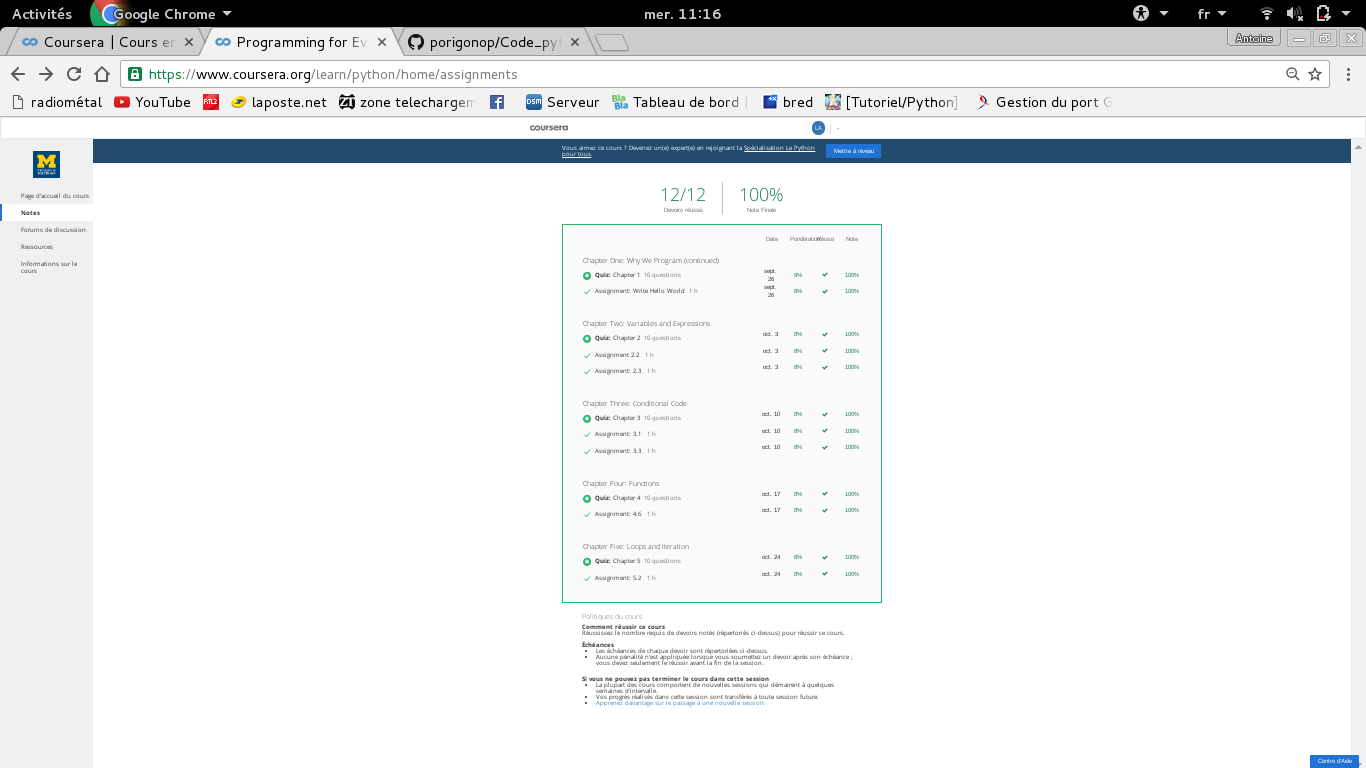 Activités
Google Chrome
mer. 11:16
fr
Coursera | Cours en
Programming for Ev
porigonop/Code_pyt
Antoine
https://www.coursera.org/learn/python/home/assignments
radiométal
YouTube
RTL2
laposte.net
zone telechargem
Serveur
Tableau de bord
bred
[Tutoriel/Python]
Gestion du port G
coursera
LA
Vous aimez ce cours ? Devenez un(e) expert(e) en rejoignant la Spécialisation Le Python
pour tous.
Mettre à niveau
Page d'accueil du cours
Notes
Forums de discussion
Ressources
Informations sur le
cours
12/12
Devoirs réussis
100%
Note Finale
Date Pondération Réussi Note
Chapter One: Why We Program (continued)
Quiz: Chapter 1 10 questions sept. 26 9% 100%
Assignment: Write Hello World 1 h sept. 26 8% 100%
Chapter Two: Variables and Expressions
Quiz: Chapter 2 10 questions oct. 3 8% 100%
Assignment 2.2 1 h oct. 3 8% 100%
Assignment: 2.3 1 h oct. 3 8% 100%
Chapter Three: Conditional Code
Quiz: Chapter 3 10 questions oct. 10 8% 100%
Assignment: 3.1 1 h oct. 10 8% 100%
Assignment: 3.3 1 h oct. 10 8% 100%
Chapter Four: Functions
Quiz: Chapter 4 10 questions oct. 17 8% 100%
Assignment: 4.6 1 h oct. 17 8% 100%
Chapter Five: Loops and Iteration
Quiz: Chapter 5 10 questions oct. 24 8% 100%
Assignment: 5.2 1 h oct. 24 8% 100%
Politiques du cours
Comment réussir ce cours
Réussissez le nombre requis de devoirs notés (répertoriés ci-dessus) pour réussir ce cours.
Échéances
Les échéances de chaque devoir sont répertoriées ci-dessus.
Aucune pénalité n'est appliquée lorsque vous soumettez un devoir après son échéance ;
vous devez seulement le réussir avant la fin de la session.
Si vous ne pouvez pas terminer le cours dans cette session
La plupart des cours comportent de nouvelles sessions qui démarrent à quelques
semaines d'intervalle.
Vos progrès réalisés dans cette session sont transférés à toute session future.
Apprenez davantage sur le passage à une nouvelle session.
Centre d'Aide